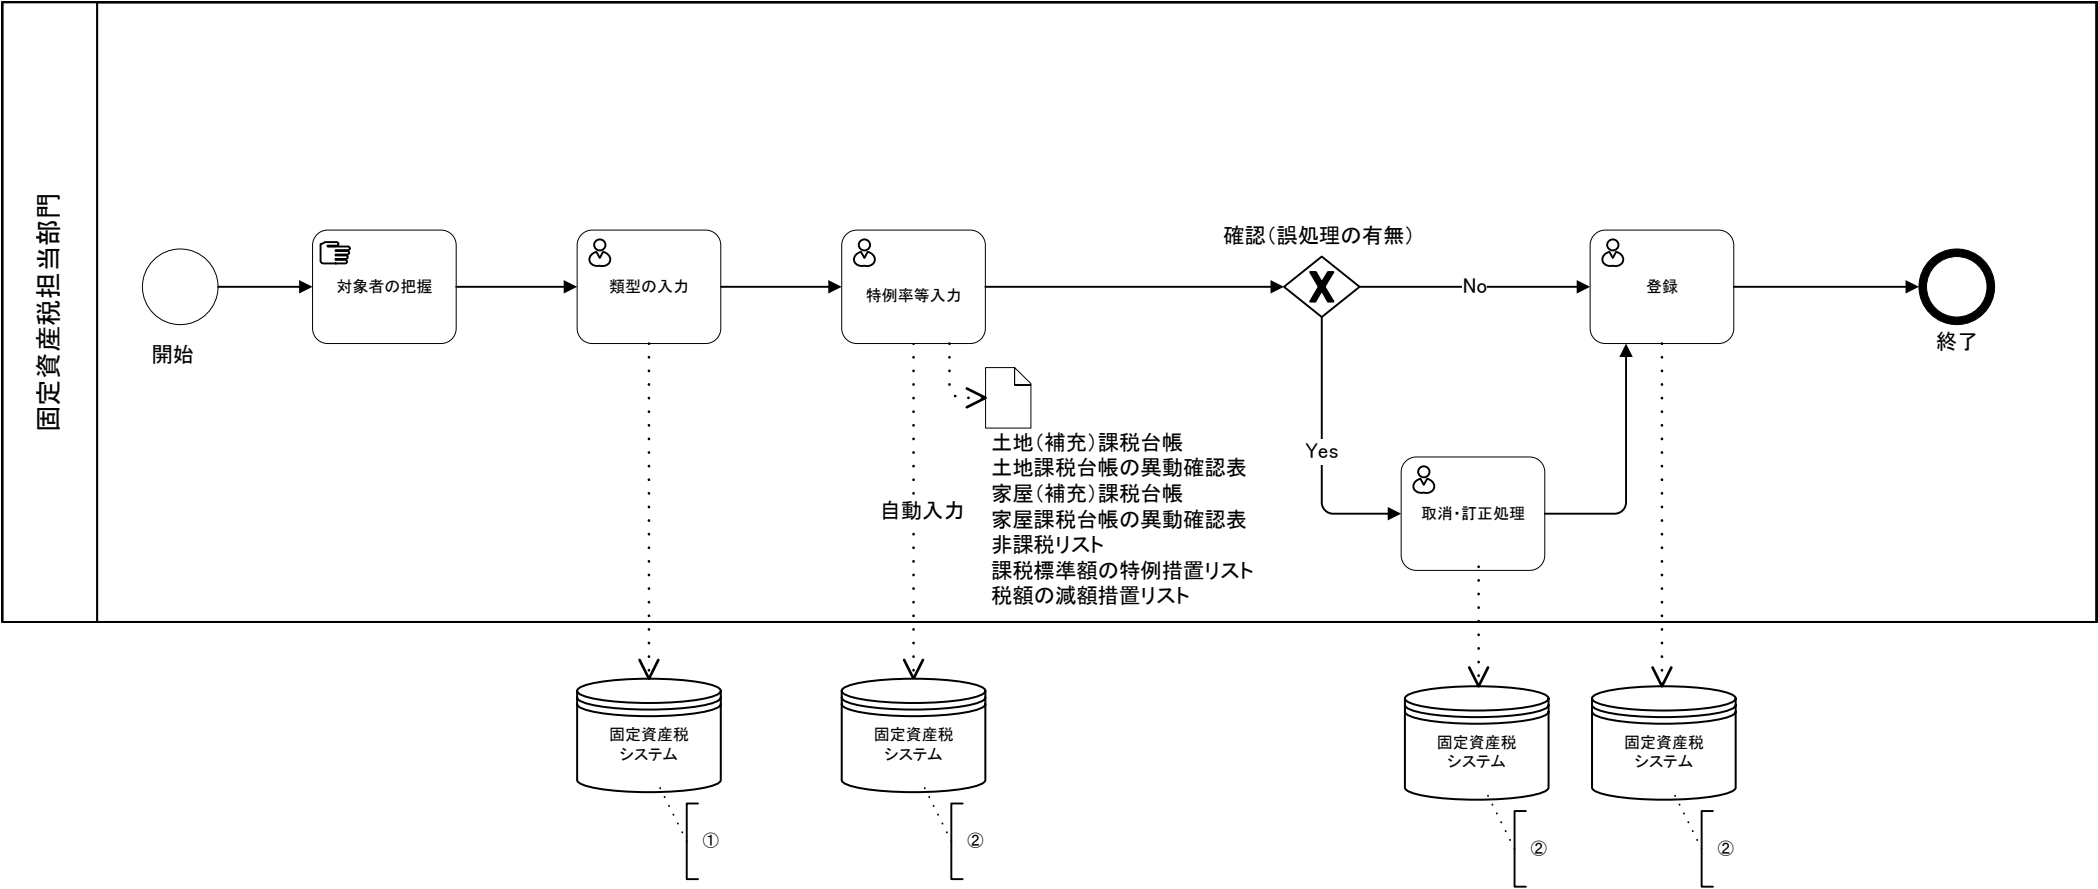 固定資産税担当部門
開始
対象者の把握
類型の入力
特例率等入力
確認（誤処理の有無）
No
登録
終了
Yes
取消・訂正処理
自動入力
土地（補充）課税台帳
土地課税台帳の異動確認表
家屋（補充）課税台帳
家屋課税台帳の異動確認表
非課税リスト
課税標準額の特例措置リスト
税額の減額措置リスト
固定資産税
システム
①
固定資産税
システム
②
固定資産税
システム
②
固定資産税
システム
②